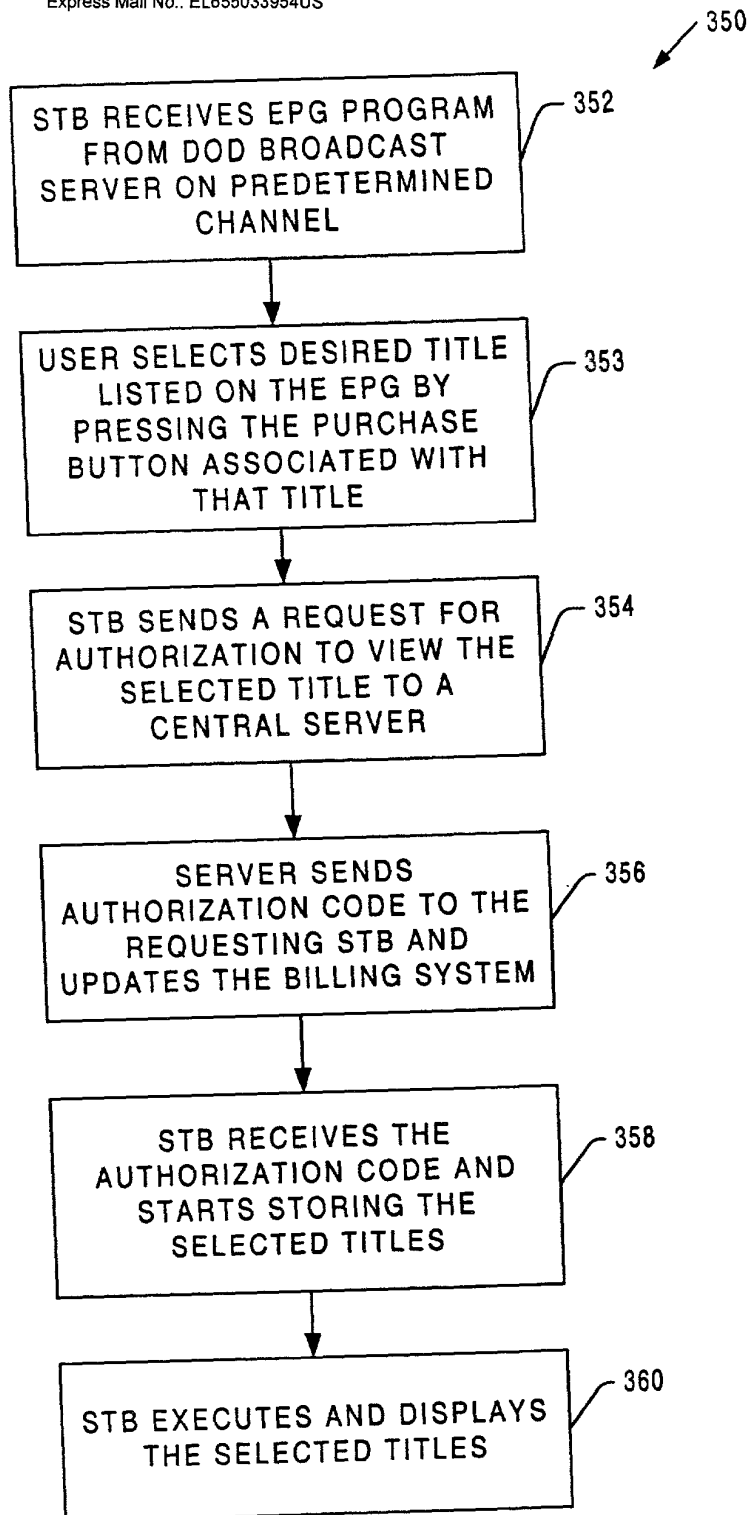 Express Mail No.: EL655033954US
350
STB RECEIVES EPG PROGRAM
FROM DOD BROADCAST
SERVER ON PREDETERMINED
CHANNEL
352
USER SELECTS DESIRED TITLE
LISTED ON THE EPG BY
PRESSING THE PURCHASE
BUTTON ASSOCIATED WITH
THAT TITLE
353
STB SENDS A REQUEST FOR
AUTHORIZATION TO VIEW THE
SELECTED TITLE TO A
CENTRAL SERVER
354
SERVER SENDS
AUTHORIZATION CODE TO THE
REQUESTING STB AND
UPDATES THE BILLING SYSTEM
356
STB RECEIVES THE
AUTHORIZATION CODE AND
STARTS STORING THE
SELECTED TITLES
358
STB EXECUTES AND DISPLAYS
THE SELECTED TITLES
360